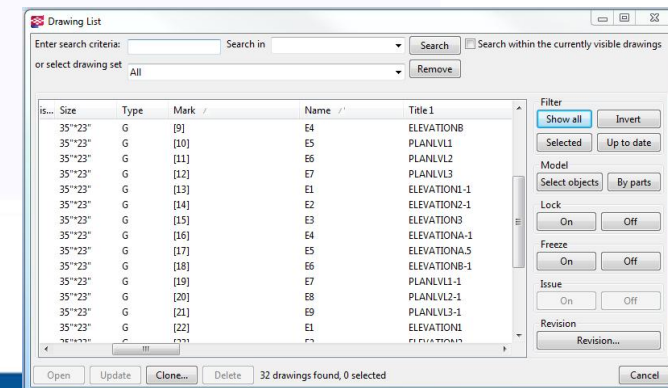 Drawing List
Enter search criteria: Search in Search Search within the currently visible drawings
or select drawing set All Remove
is... Size Type Mark Name Title1
35"*23" G [9] E4 ELEVATIONB
35"*23" G [10] E5 PLANLVL1
35"*23" G [11] E6 PLANLVL2
35"*23" G [12] E7 PLANLVL3
35"*23" G [13] E1 ELEVATION1-1
35"*23" G [14] E2 ELEVATION2-1
35"*23" G [15] E3 ELEVATION3
35"*23" G [16] E4 ELEVATIONA-1
35"*23" G [17] E5 ELEVATIONA.5
35"*23" G [18] E6 ELEVATIONB-1
35"*23" G [19] E7 PLANLVL1-1
35"*23" G [20] E8 PLANLVL2-1
35"*23" G [21] E9 PLANLVL3-1
35"*23" G [22] E1 ELEVATION1
Filter
Show all Invert
Selected Up to date
Model
Select objects By parts
Lock
On Off
Freeze
On Off
Issue
On Off
Revision
Revision...
Open Update Clone... Delete 32 drawings found, 0 selected Cancel